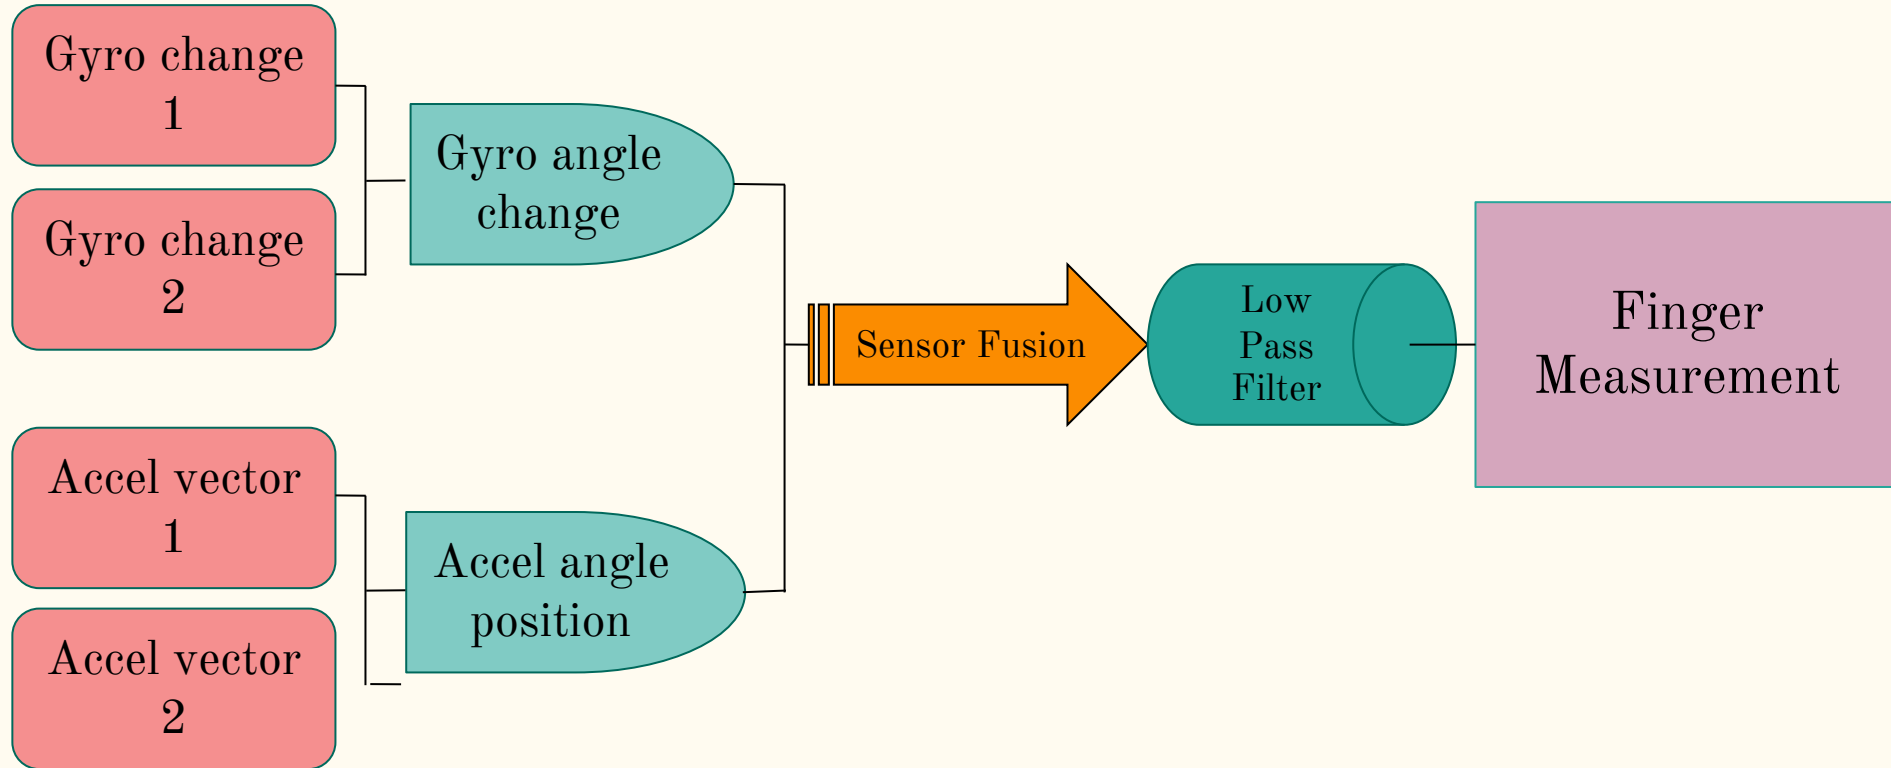 Gyro change
1
Gyro change
2
Gyro angle
change
Accel vector
1
Accel vector
2
Accel angle
position
Sensor Fusion
Low
Pass
Filter
Finger
Measurement